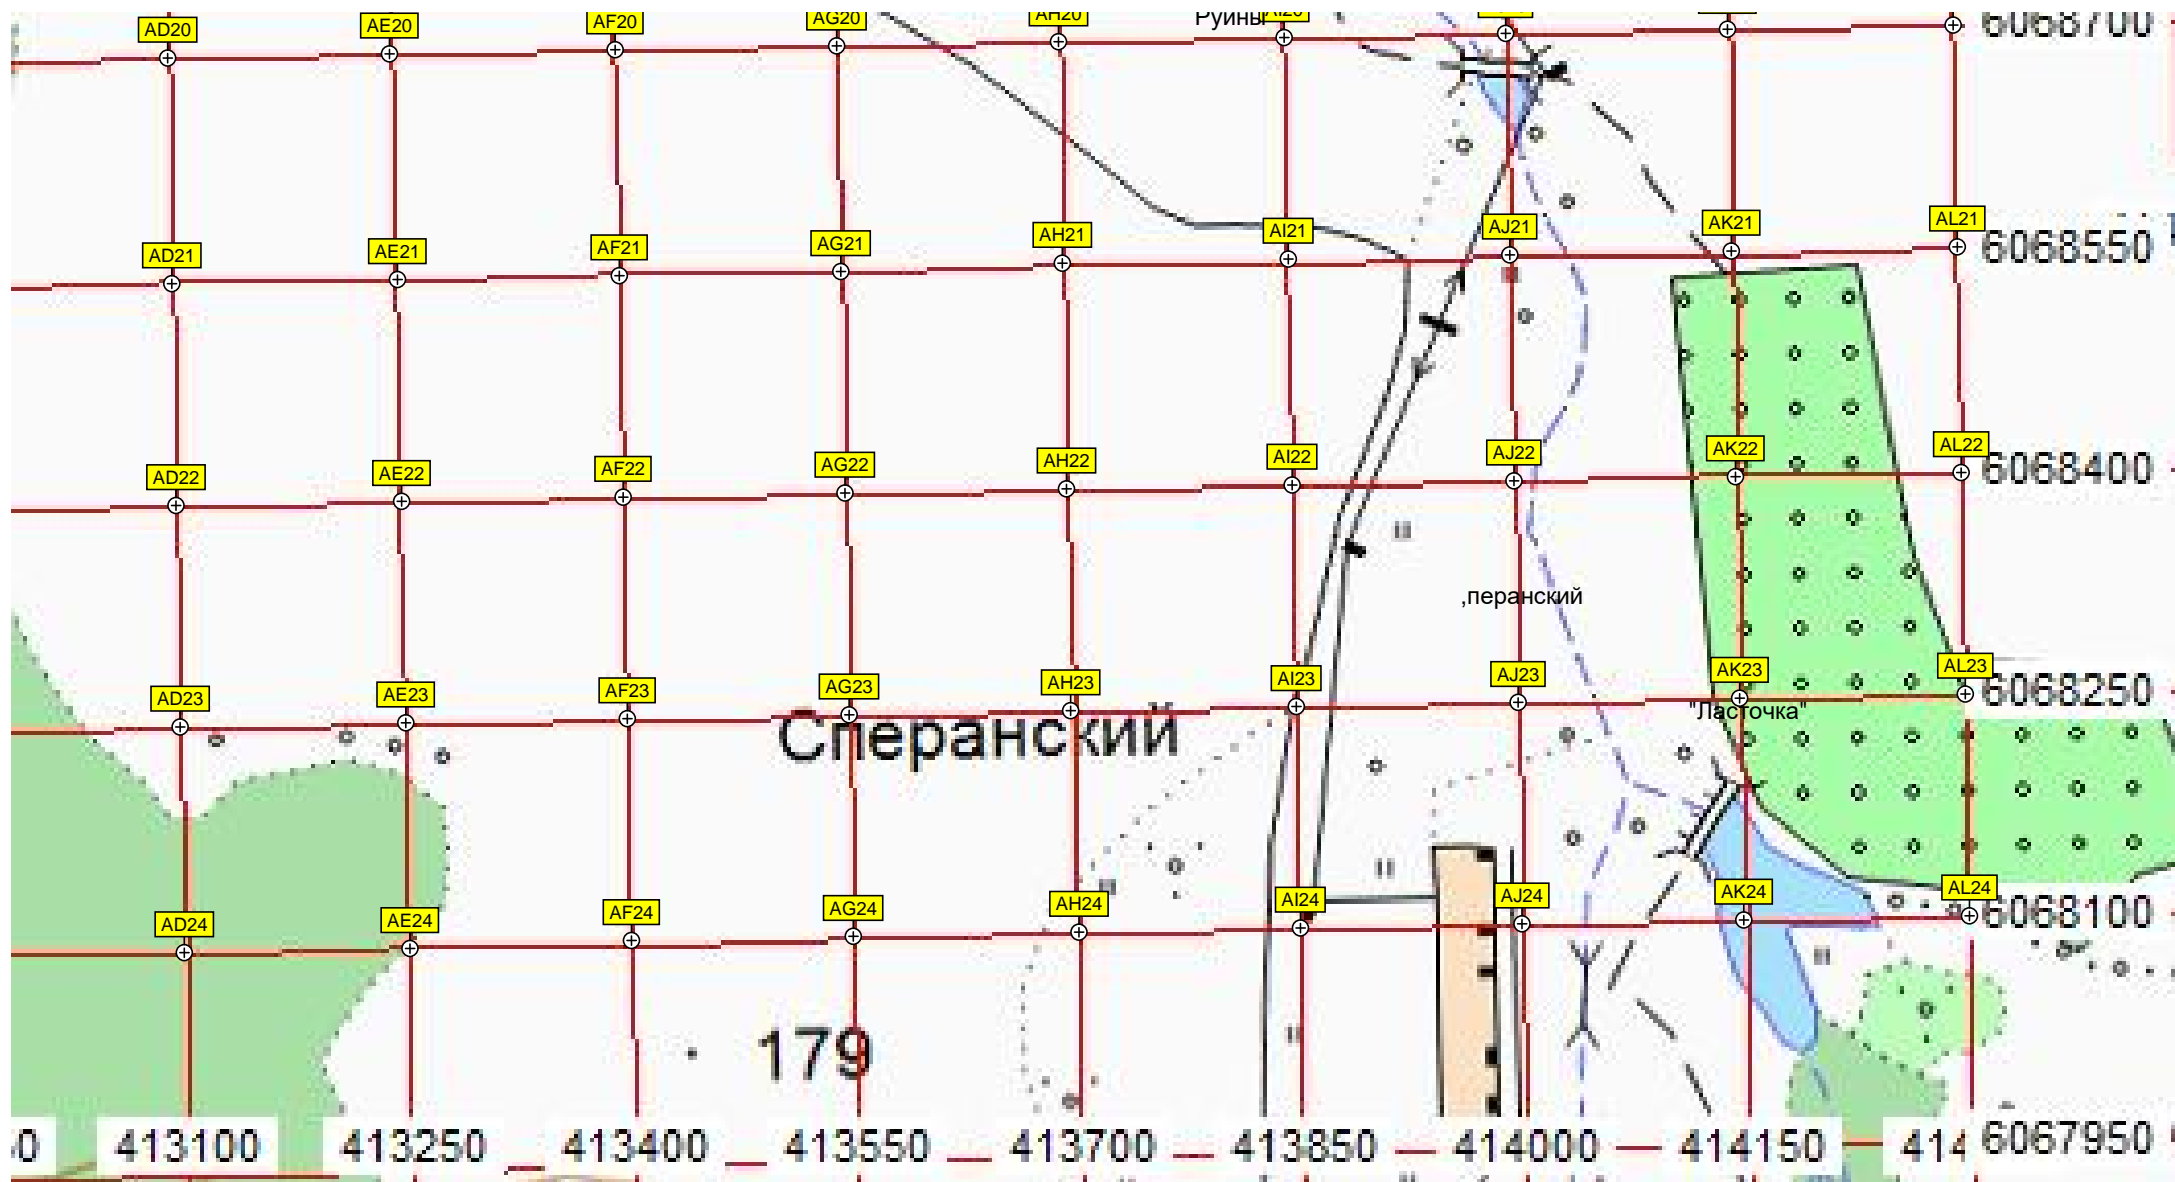 AD20 AE20 AF20 AG20 AH20 Руины AI20 6068700
AD21 AE21 AF21 AG21 AH21 AI21 AJ21 AK21 AL21 6068550
AD22 AE22 AF22 AG22 AH22 AI22 AJ22 AK22 AL22 6068400
,перанский
AD23 AE23 AF23 AG23 AH23 AI23 AJ23 AK23 AL23 6068250
Сперанский "Ласточка"
AD24 AE24 AF24 AG24 AH24 AI24 AJ24 AK24 AL24 6068100
179
413100 413250 413400 413550 413700 413850 414000 414150 414 6067950